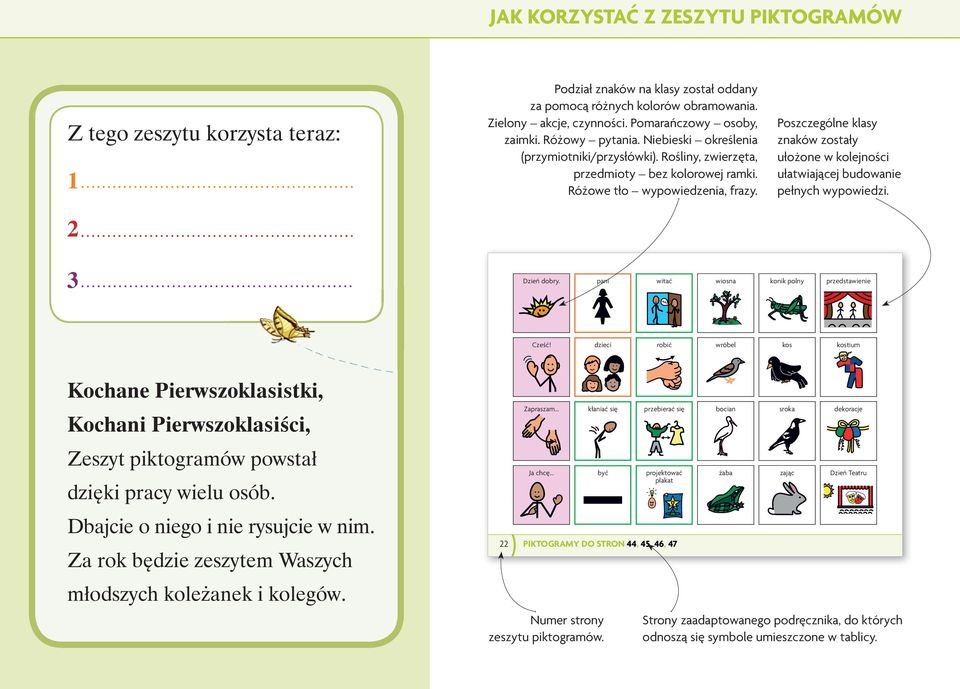 JAK KORZYSTAĆ Z ZESZYTU PIKTOGRAMÓW
Z tego zeszytu korzysta teraz:
1
2
3
Kochane Pierwszoklasistki,
Kochani Pierwszoklasiści,
Zeszyt piktogramów powstał
dzięki pracy wielu osób.
Dbajcie o niego i nie rysujcie w nim.
Za rok będzie zeszytem Waszych
młodszych koleżanek i kolegów.
Podział znaków na klasy został oddany
za pomocą różnych kolorów obramowania.
Zielony – akcje, czynności. Pomarańczowy – osoby,
zaimki. Różowy – pytania. Niebieski – określenia
(przymiotniki/przysłówki). Rośliny, zwierzęta,
przedmioty – bez kolorowej ramki.
Różowe tło – wypowiedzenia, frazy.
Poszczególne klasy
znaków zostały
ułożone w kolejności
ułatwiającej budowanie
pełnych wypowiedzi.
Dzień dobry. pani witać wiosna konik polny przedstawienie
Cześć! dzieci robić wróbel kos kostium
Zapraszam... kłaniać się przebierać się bocian sroka dekoracje
Ja chcę... być projektować plakat żaba zając Dzień Teatru
22 PIKTOGRAMY DO STRON 44, 45, 46, 47
Numer strony
zeszytu piktogramów.
Strony zaadaptowanego podręcznika, do których
odnoszą się symbole umieszczone w tablicy.